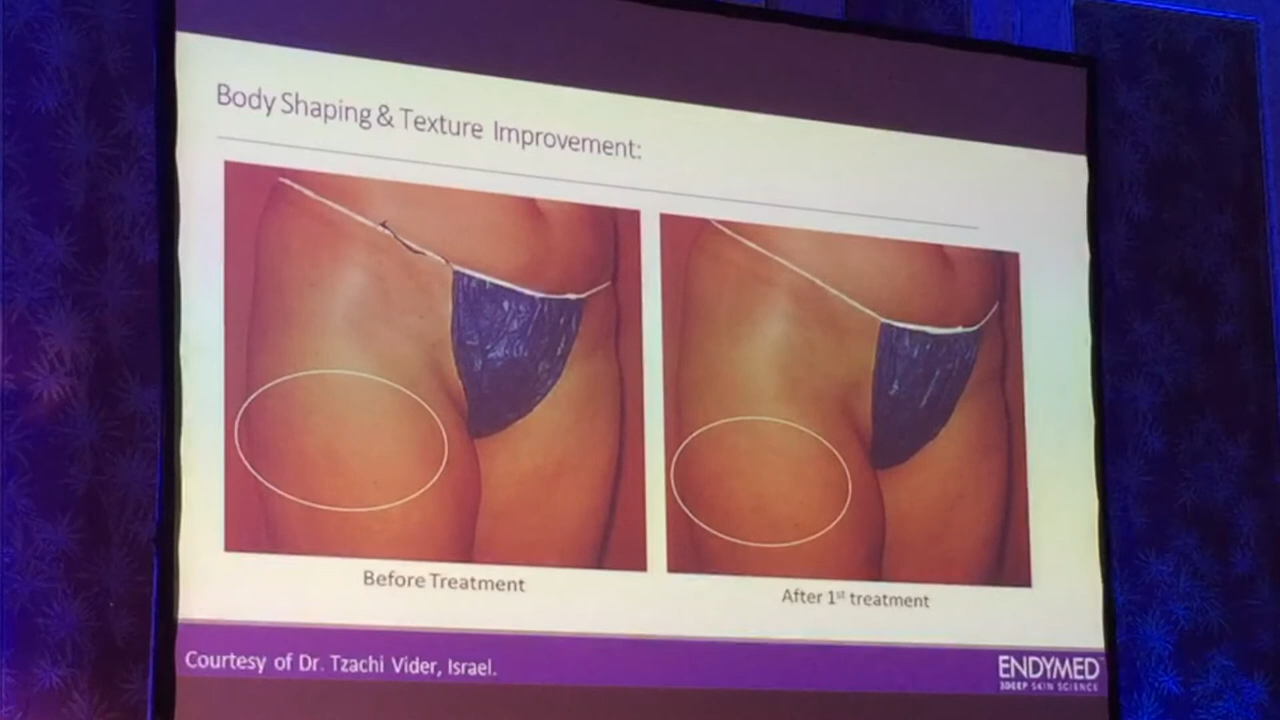 Body Shaping & Texture Improvement:
Before Treatment
After 1st treatment
Courtesy of Dr. Tzachi Vider, Israel.
ENDYMED
3DEEP SKIN SCIENCE